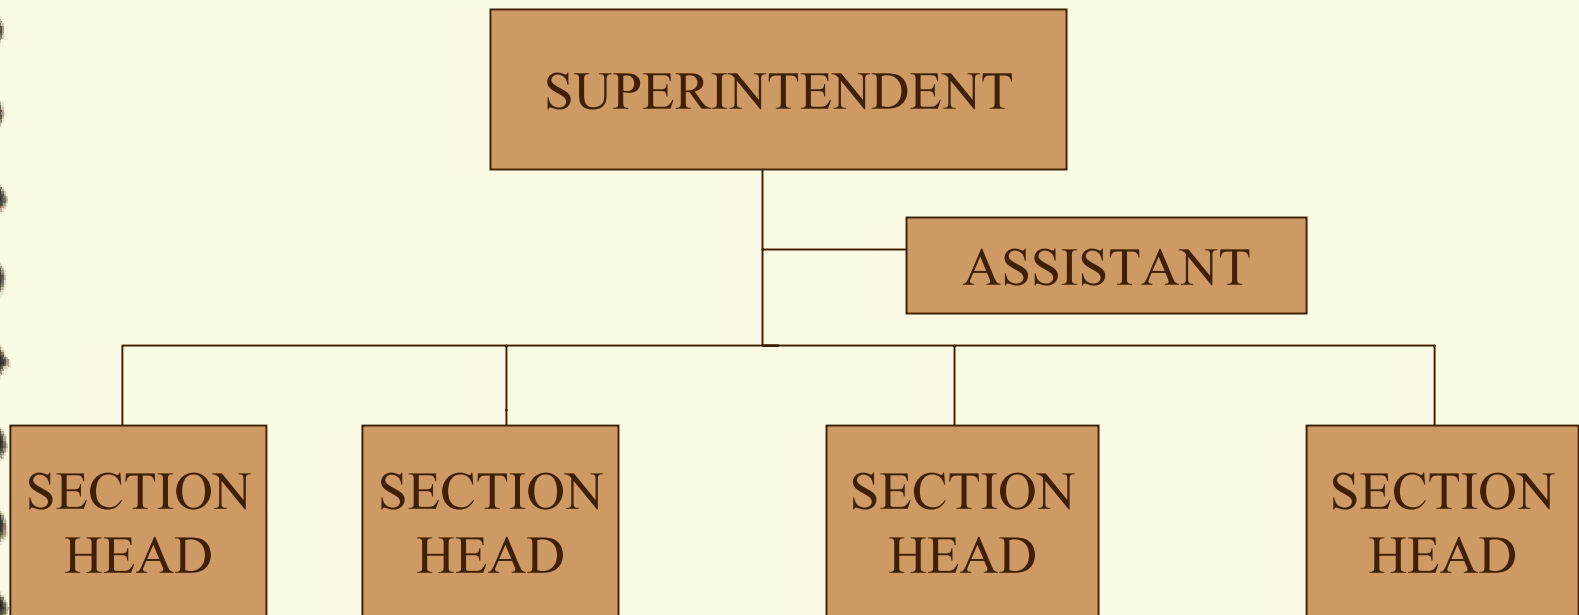 SUPERINTENDENT
ASSISTANT
SECTION
HEAD
SECTION
HEAD
SECTION
HEAD
SECTION
HEAD